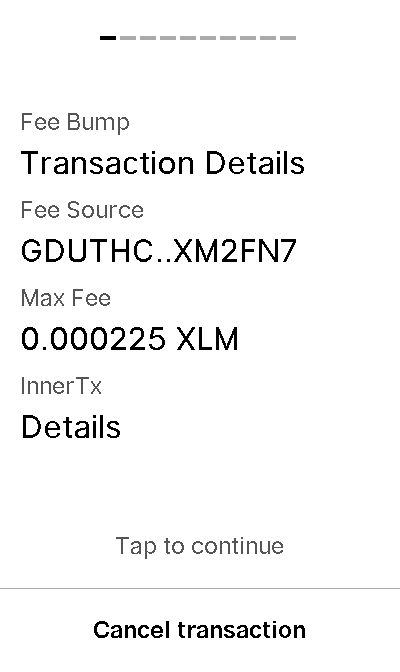 Fee Bump
Transaction Details
Fee Source
GDUTHC..XM2FN7
Max Fee
0.000225 XLM
InnerTx
Details
Tap to continue
Cancel transaction